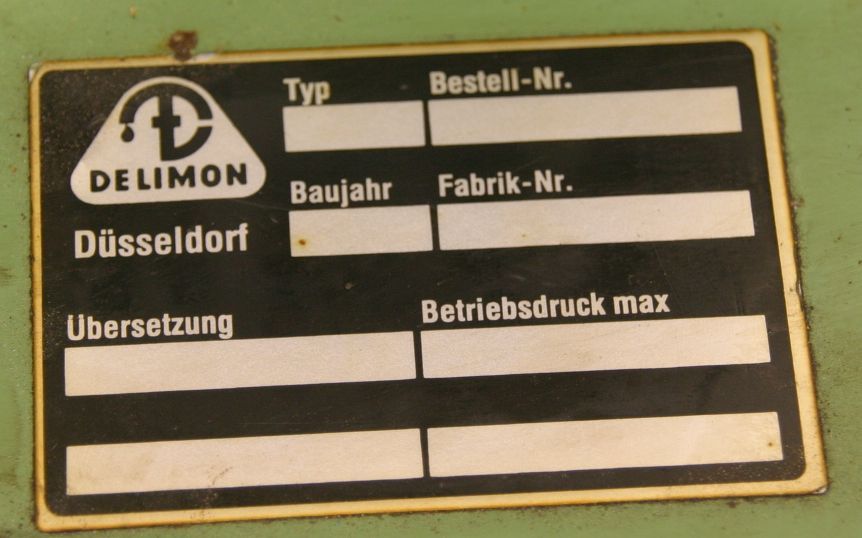 Typ Bestell-Nr.
DELIMON
Baujahr Fabrik-Nr.
Düsseldorf
Übersetzung Betriebsdruck max